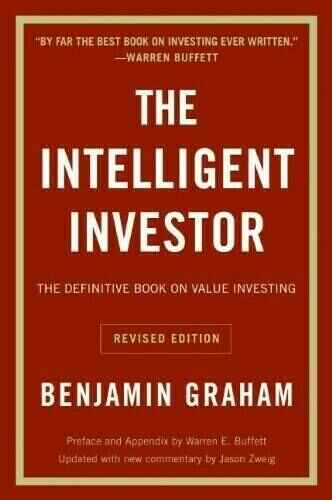 "BY FAR THE BEST BOOK ON INVESTING EVER WRITTEN."
—WARREN BUFFETT
THE
INTELLIGENT
INVESTOR
THE DEFINITIVE BOOK ON VALUE INVESTING
REVISED EDITION
BENJAMIN GRAHAM
Preface and Appendix by Warren E. Buffett
Updated with new commentary by Jason Zweig